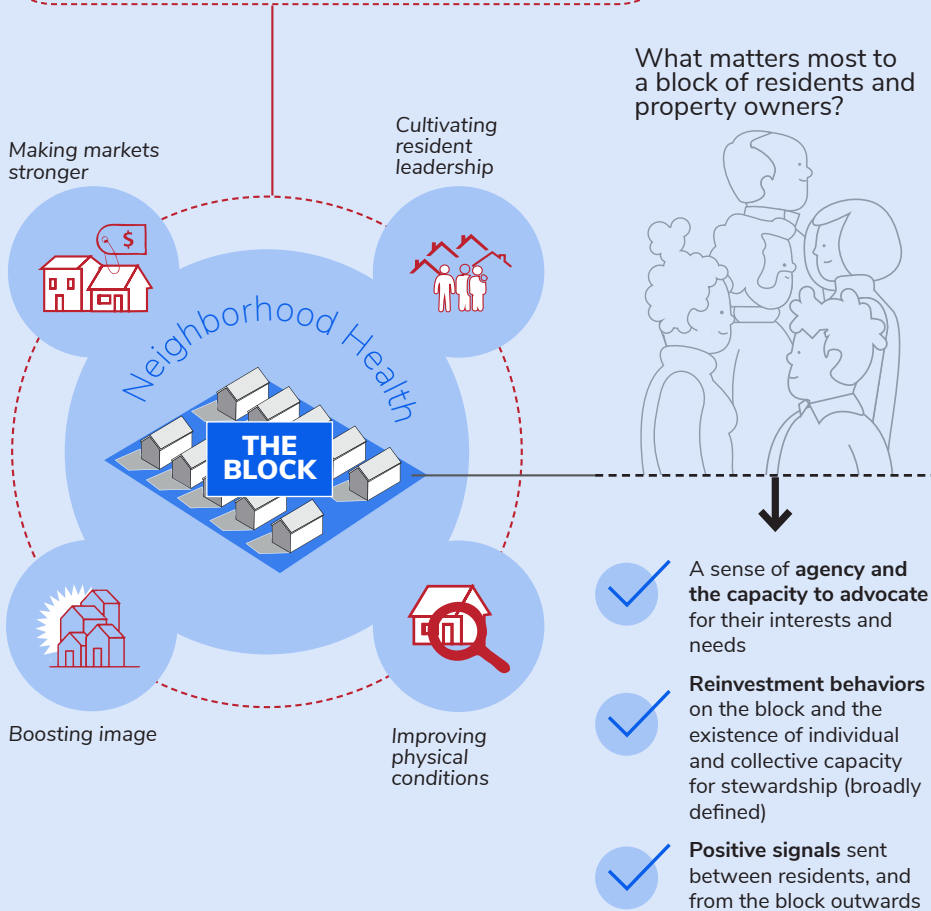 What matters most to
a block of residents and
property owners?
Making markets
stronger
Cultivating
resident
leadership
$
Neighborhood Health
THE
BLOCK
Boosting image
Improving
physical
conditions
A sense of agency and
the capacity to advocate
for their interests and
needs
Reinvestment behaviors
on the block and the
existence of individual
and collective capacity
for stewardship (broadly
defined)
Positive signals sent
between residents, and
from the block outwards